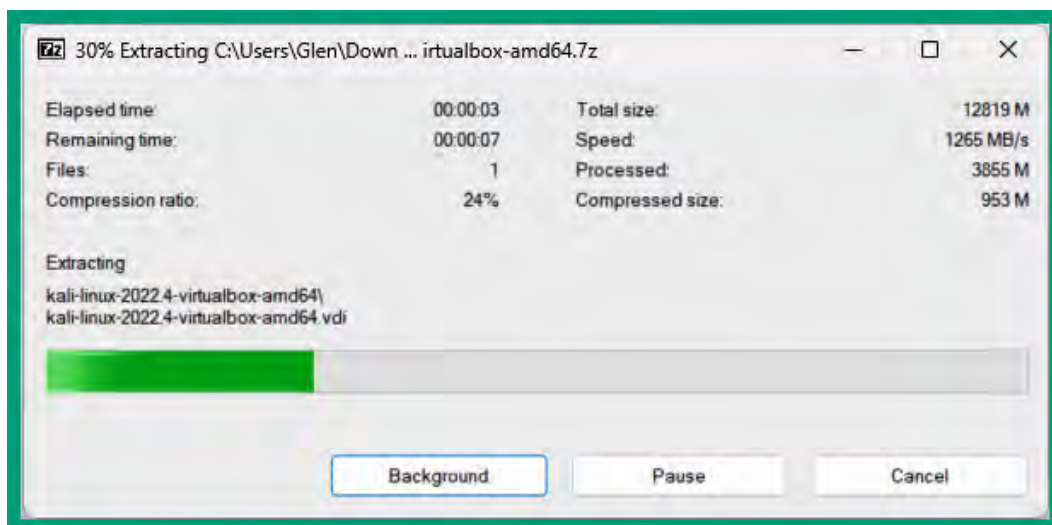 7z 30% Extracting C:\Users\Glen\Down ... irtualbox-amd64.7z
Elapsed time: 00:00:03 Total size: 12819 M
Remaining time: 00:00:07 Speed: 1265 MB/s
Files: 1 Processed: 3855 M
Compression ratio: 24% Compressed size: 953 M
Extracting
kali-linux-2022.4-virtualbox-amd64\
kali-linux-2022.4-virtualbox-amd64.vdi
Background Pause Cancel